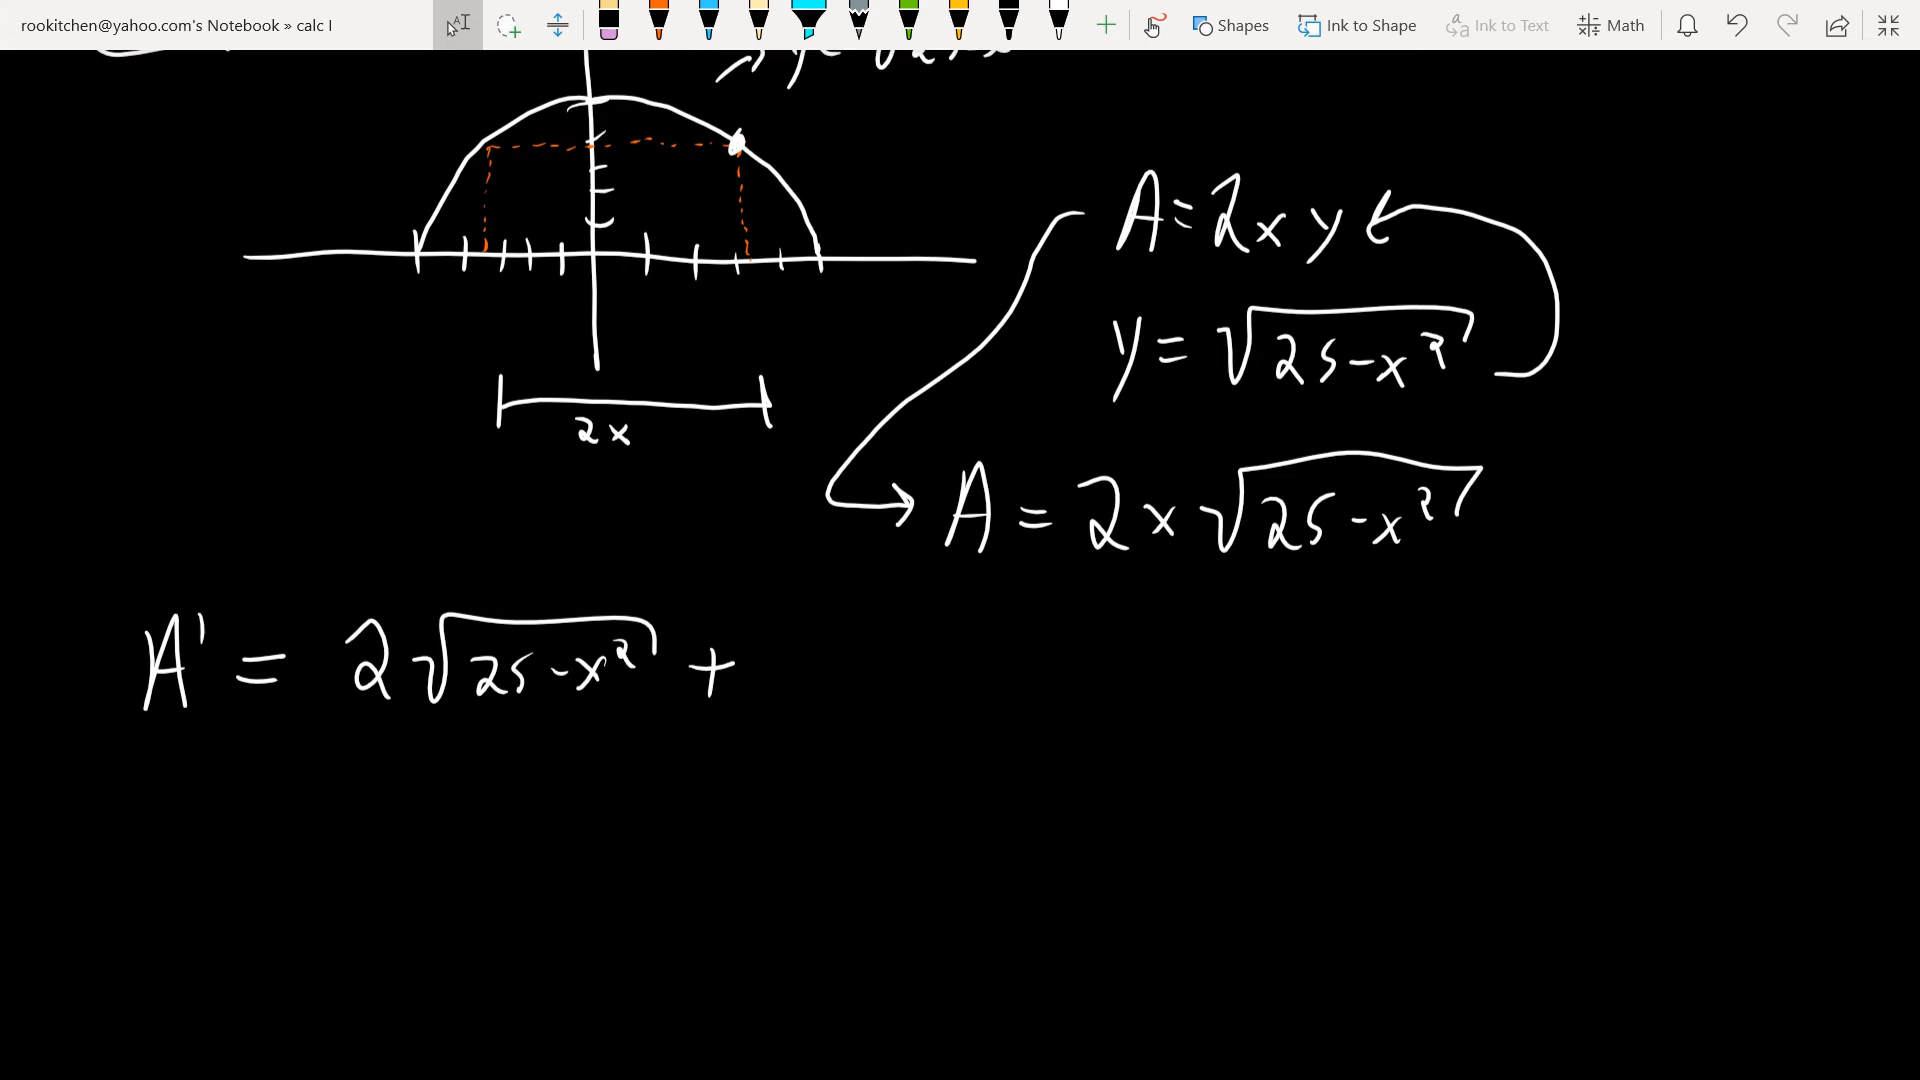 rookitchen@yahoo.com's Notebook » calc I
Shapes
Ink to Shape
Ink to Text
Math
A = 2xy
y = √25-x²
2x
A = 2x √25-x²
A' = 2√25-x² +